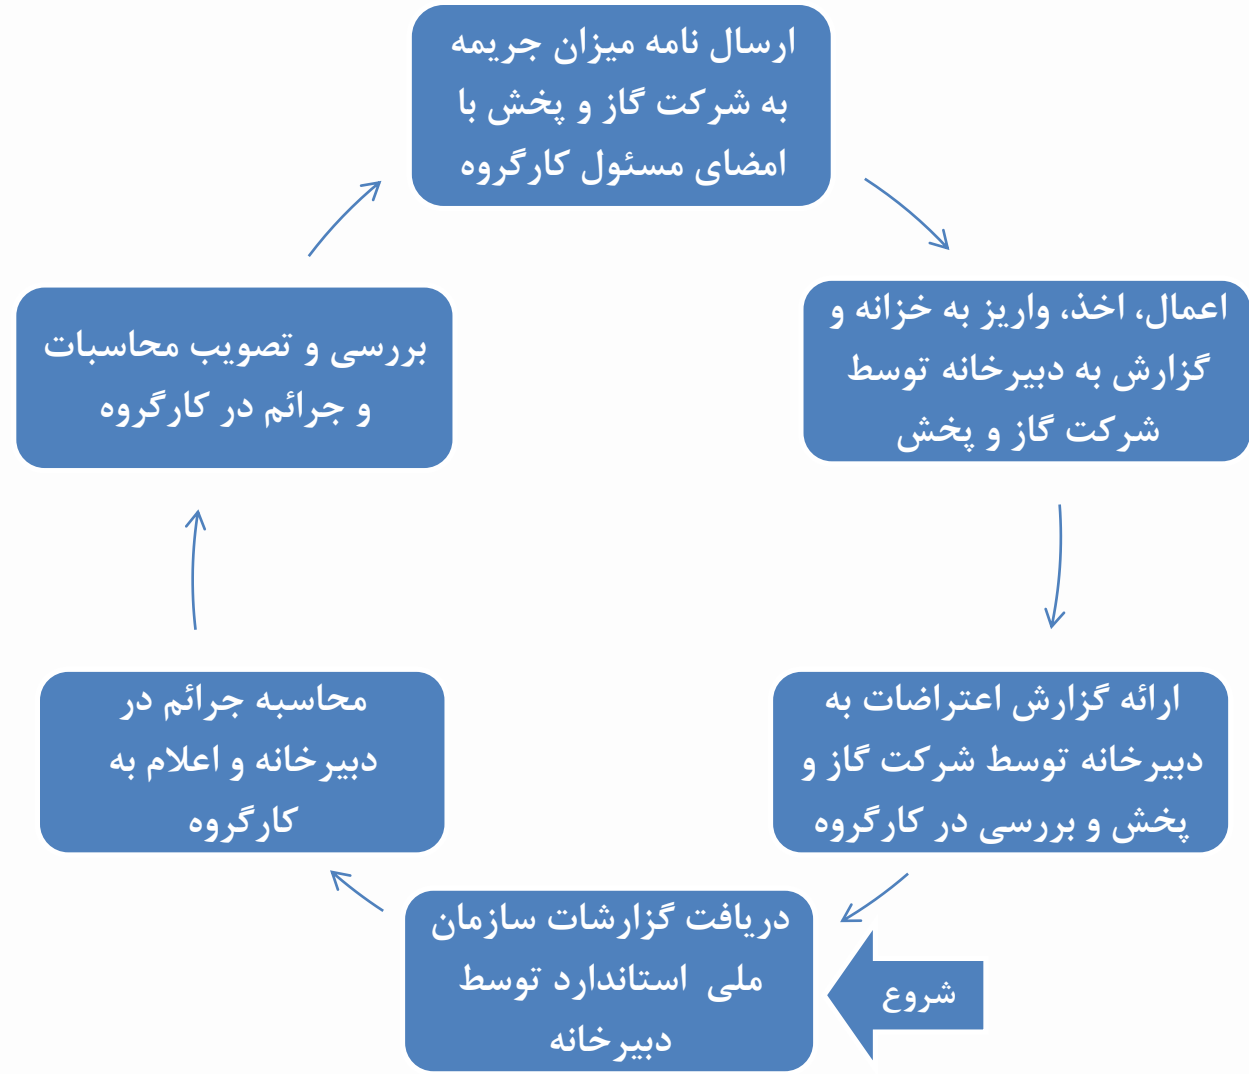 ارسال نامه میزان جریمه
به شرکت گاز و پخش با
امضای مسئول کارگروه
اعمال، اخذ، واریز به خزانه و
گزارش به دبیرخانه توسط
شرکت گاز و پخش
بررسی و تصویب محاسبات
و جرائم در کارگروه
ارائه گزارش اعتراضات به
دبیرخانه توسط شرکت گاز و
پخش و بررسی در کارگروه
محاسبه جرائم در
دبیرخانه و اعلام به
کارگروه
دریافت گزارشات سازمان
ملی استاندارد توسط
دبیرخانه
شروع